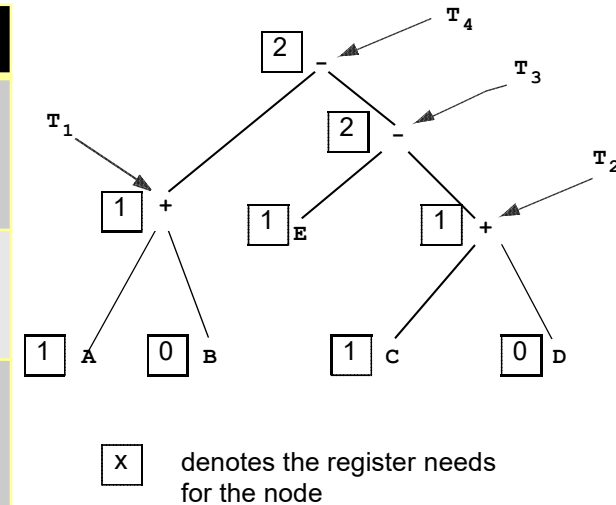 T4
2 -
T3
2 -
T1
T2
1 +
1 E
1 +
1 A
0 B
1 C
0 D
x denotes the register needs
for the node